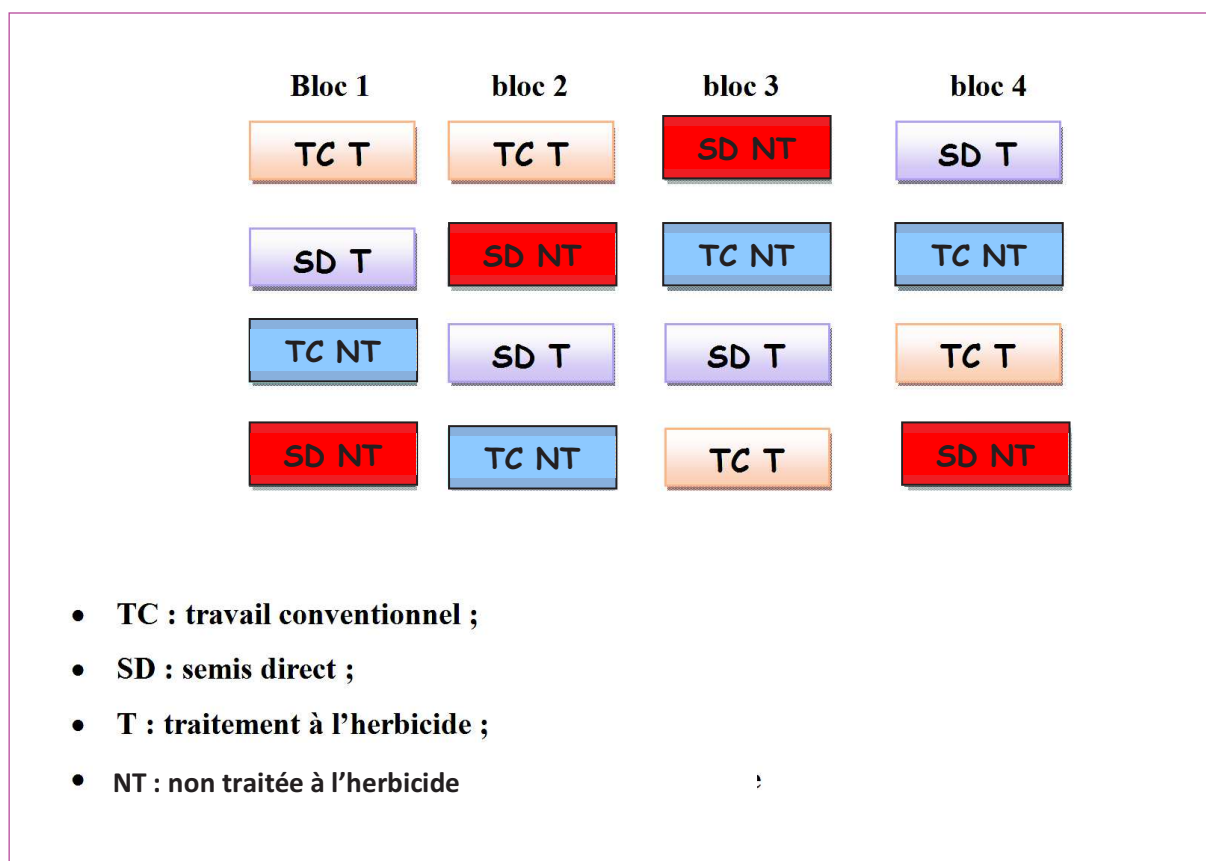 Bloc 1 bloc 2 bloc 3 bloc 4
TC T TC T SD NT SD T
SD T SD NT TC NT TC NT
TC NT SD T SD T TC T
SD NT TC NT TC T SD NT
• TC : travail conventionnel ;
• SD : semis direct ;
• T : traitement à l’herbicide ;
• NT : non traitée à l’herbicide